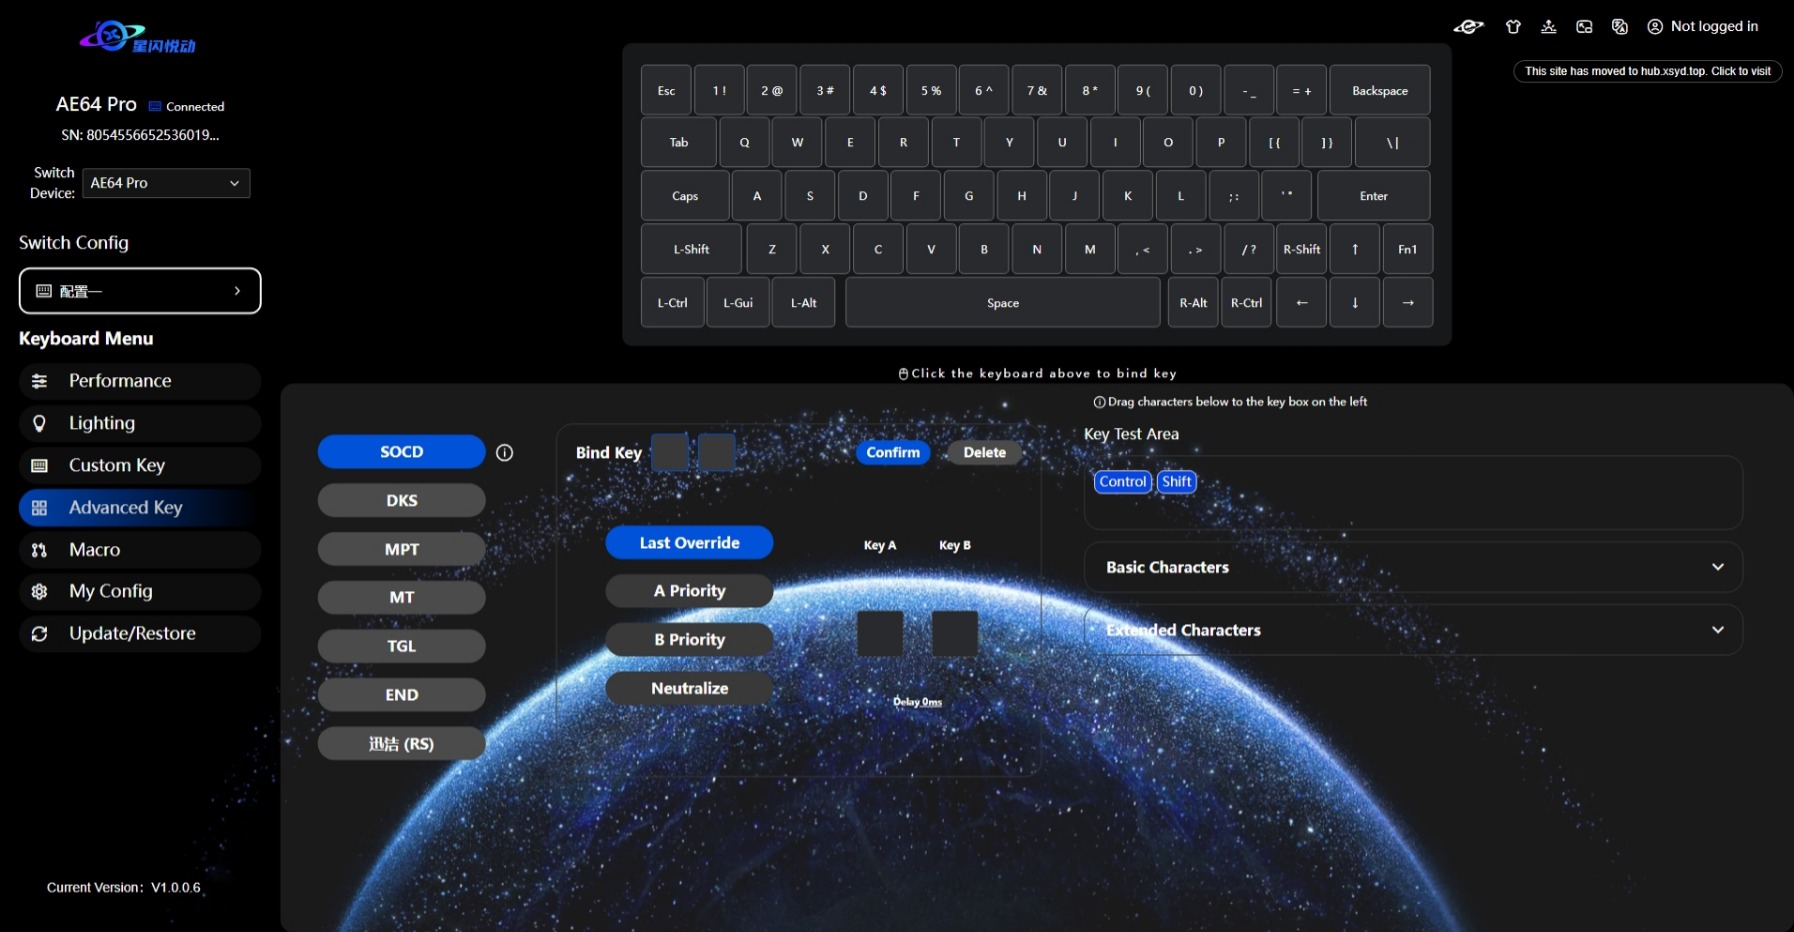 星闪悦动
Not logged in
This site has moved to hub.xsyd.top. Click to visit
AE64 Pro Connected
SN: 8054556652536019...
Switch Device: AE64 Pro
Switch Config
配置一
Keyboard Menu
Performance
Lighting
Custom Key
Advanced Key
Macro
My Config
Update/Restore
Current Version：V1.0.0.6
Esc 1 ! 2 @ 3 # 4 $ 5 % 6 ^ 7 & 8 * 9 ( 0 ) - _ = + Backspace
Tab Q W E R T Y U I O P [ { ] } \ |
Caps A S D F G H J K L ; : ' " Enter
L-Shift Z X C V B N M , < . > / ? R-Shift ↑ Fn1
L-Ctrl L-Gui L-Alt Space R-Alt R-Ctrl ← ↓ →
Click the keyboard above to bind key
SOCD
DKS
MPT
MT
TGL
END
迅洁 (RS)
Bind Key Confirm Delete
Last Override
A Priority
B Priority
Neutralize
Key A Key B
Delay 0ms
Drag characters below to the key box on the left
Key Test Area
Control Shift
Basic Characters
Extended Characters